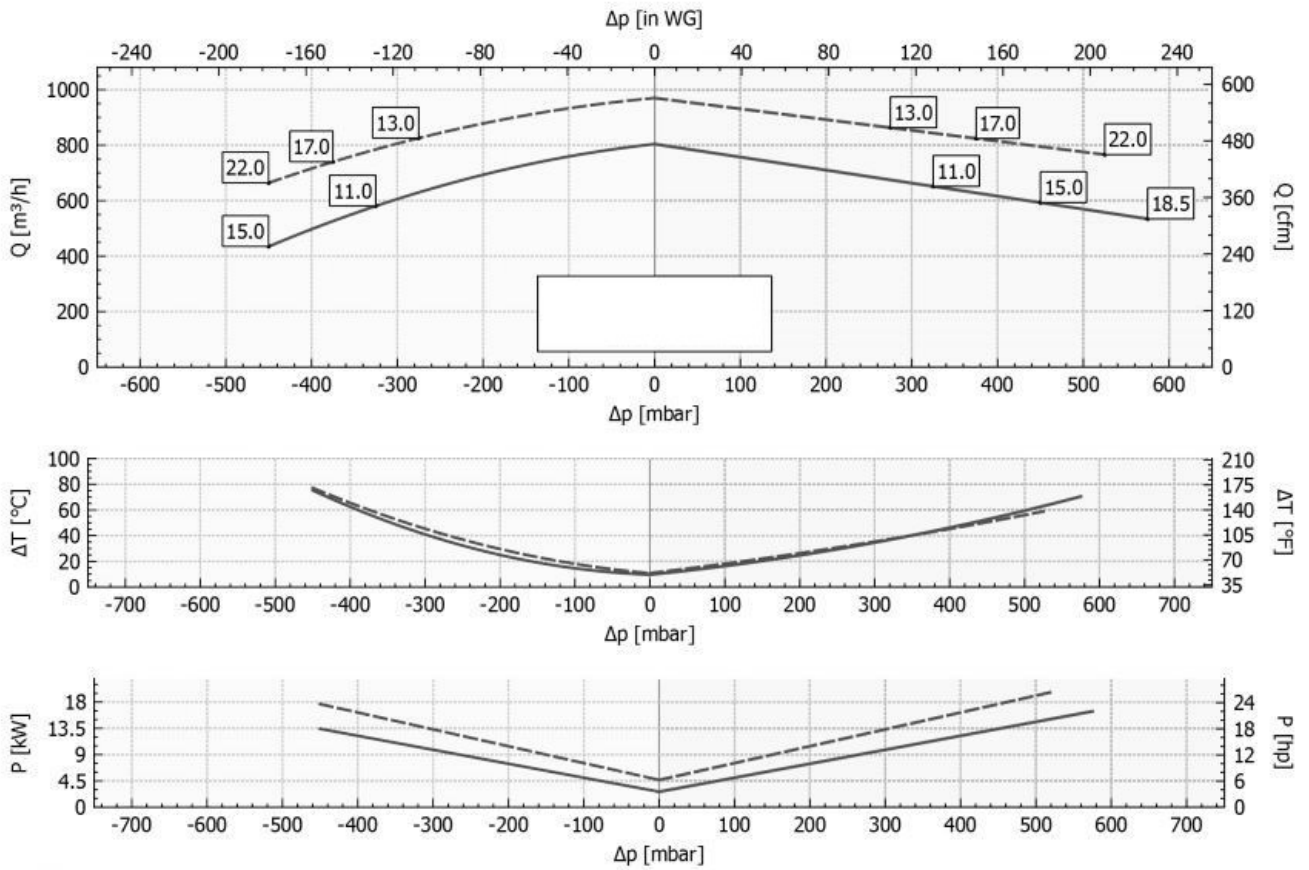 Δp [in WG]
-240 -200 -160 -120 -80 -40 0 40 80 120 160 200 240
1000 600
13.0 13.0
17.0 17.0
800 480
22.0 22.0
11.0 11.0
600 360
15.0 18.5
15.0
400 240
200 120
0 0
Q [m³/h]
Q [cfm]
-600 -500 -400 -300 -200 -100 0 100 200 300 400 500 600
Δp [mbar]
100 210
80 175
60 140
40 105
20 70
0 35
ΔT [°C]
ΔT [°F]
-700 -600 -500 -400 -300 -200 -100 0 100 200 300 400 500 600 700
Δp [mbar]
18 24
13.5 18
9 12
4.5 6
0 0
P [kW]
P [hp]
-700 -600 -500 -400 -300 -200 -100 0 100 200 300 400 500 600 700
Δp [mbar]